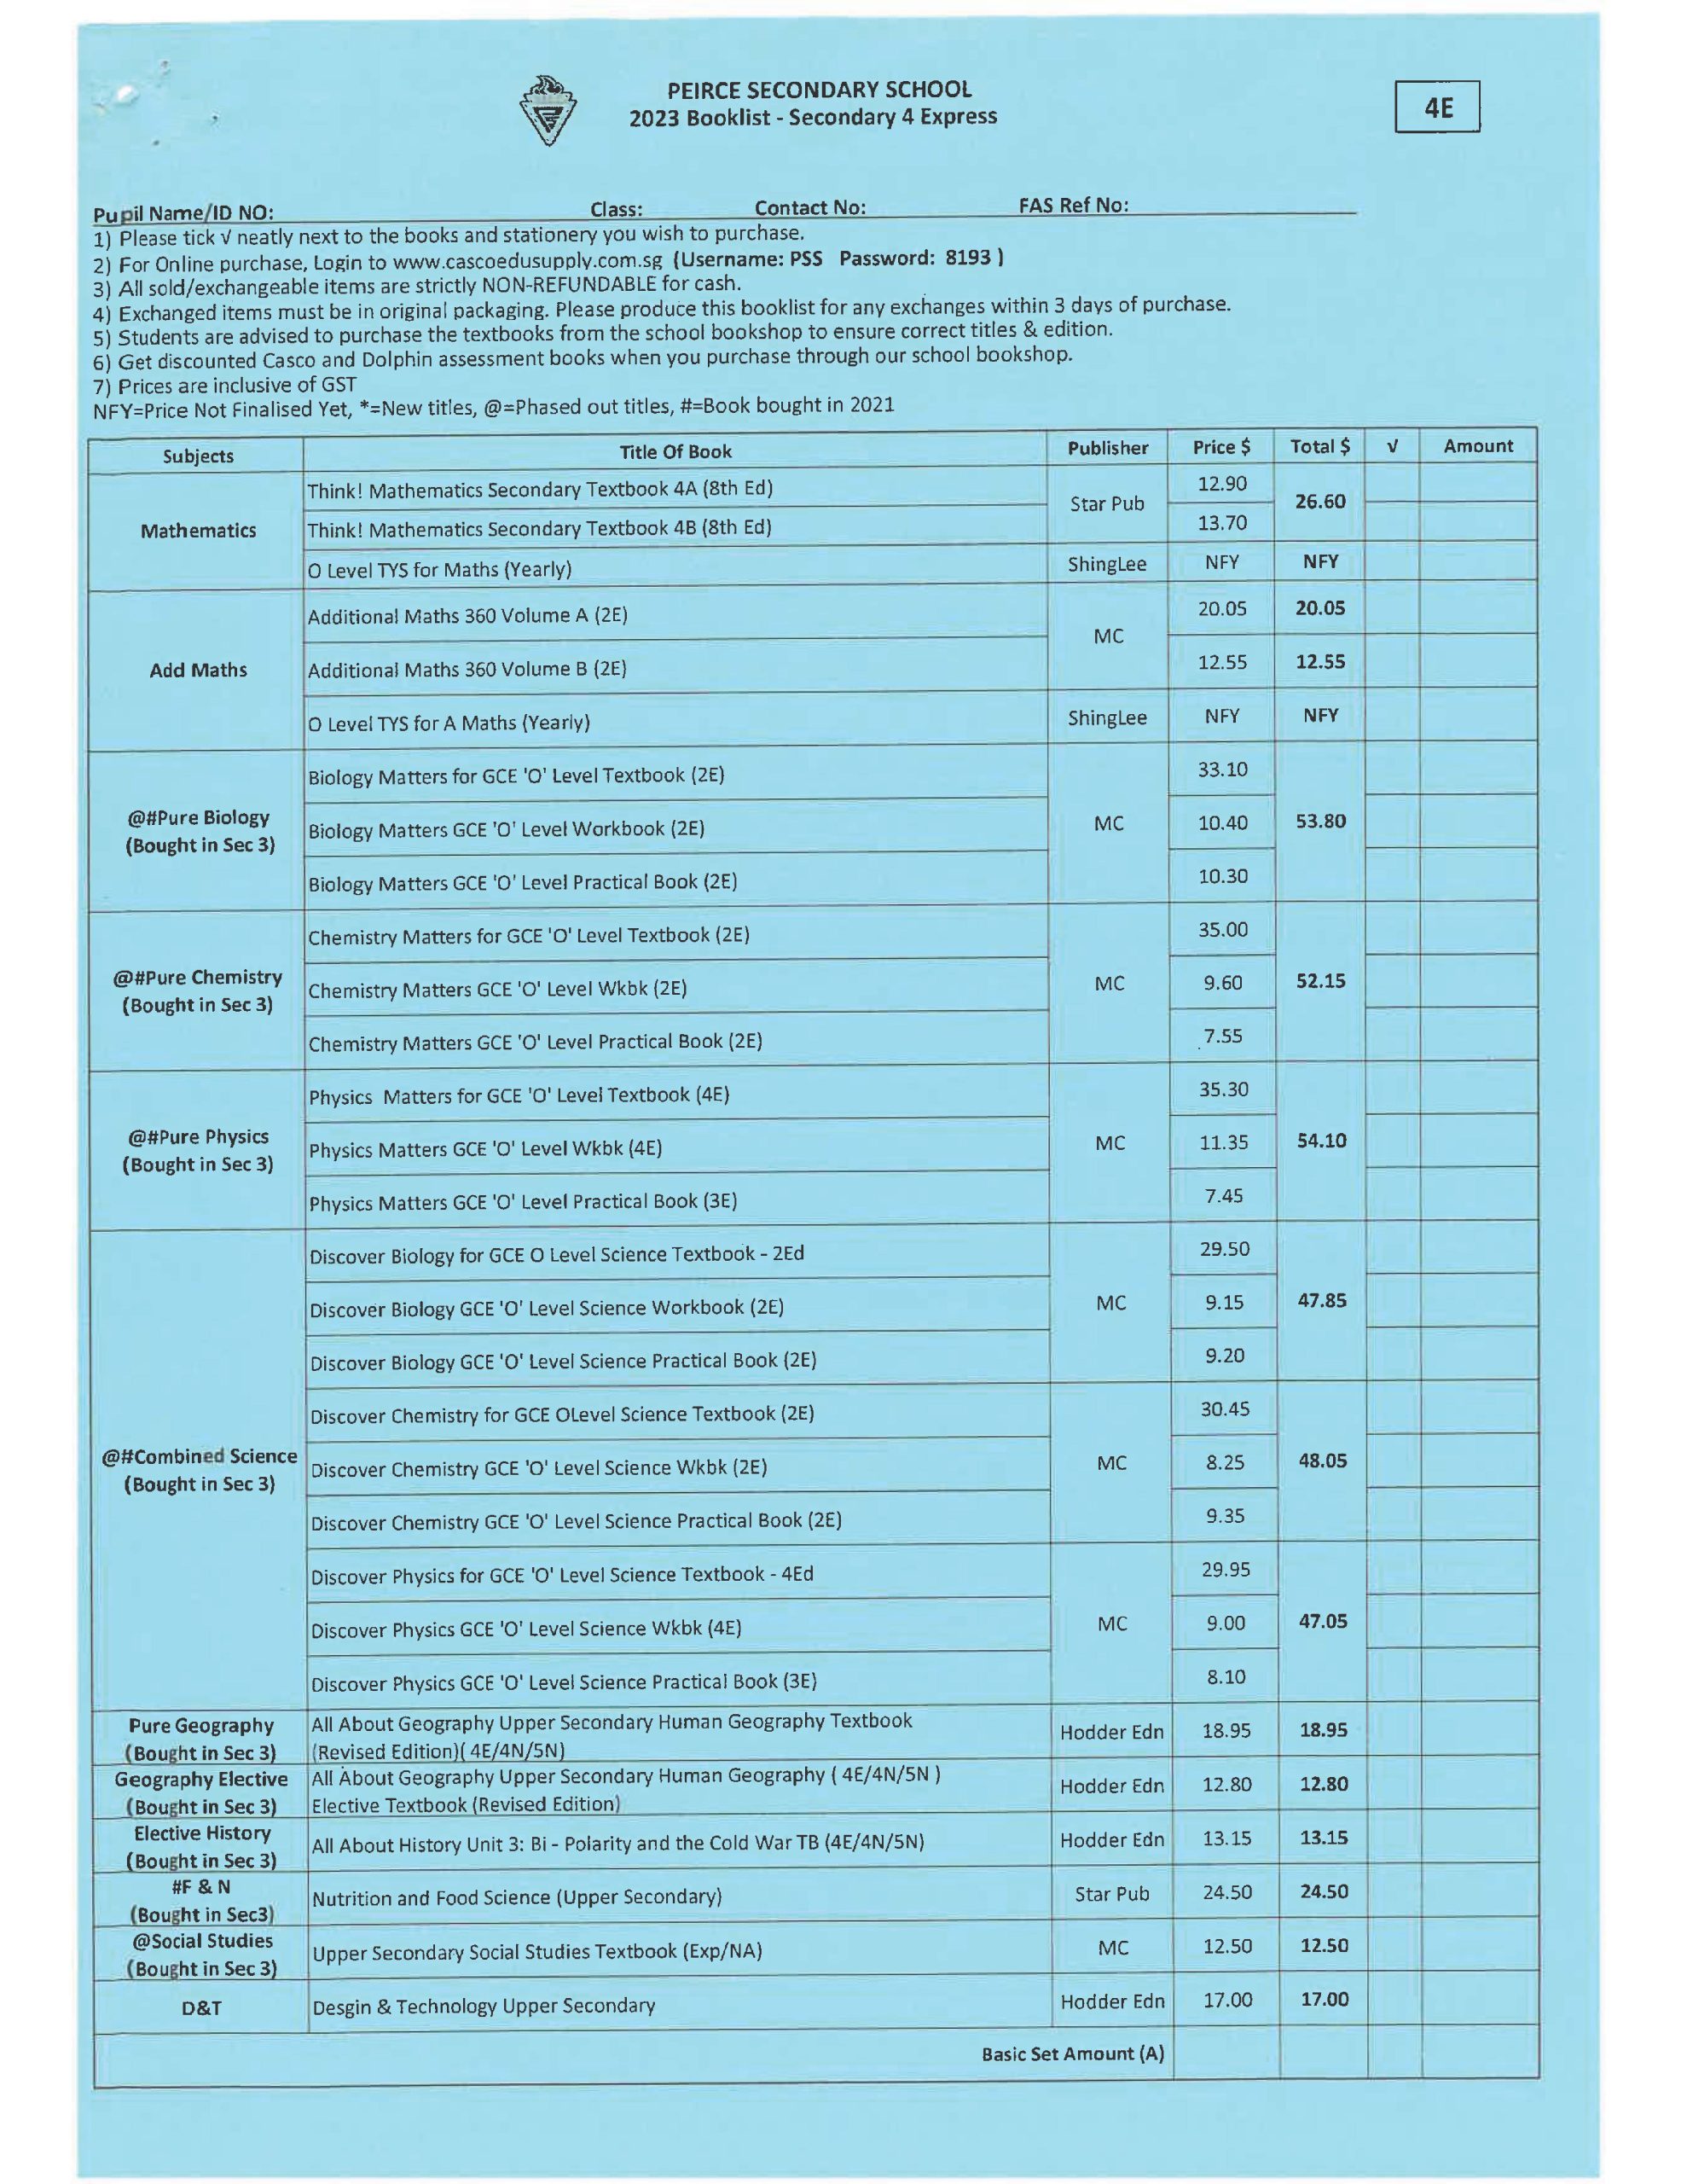 PEIRCE SECONDARY SCHOOL
2023 Booklist - Secondary 4 Express
4E
Pupil Name/ID NO: Class: Contact No: FAS Ref No:
1) Please tick √ neatly next to the books and stationery you wish to purchase.
2) For Online purchase, Login to www.cascoedusupply.com.sg (Username: PSS Password: 8193 )
3) All sold/exchangeable items are strictly NON-REFUNDABLE for cash.
4) Exchanged items must be in original packaging. Please produce this booklist for any exchanges within 3 days of purchase.
5) Students are advised to purchase the textbooks from the school bookshop to ensure correct titles & edition.
6) Get discounted Casco and Dolphin assessment books when you purchase through our school bookshop.
7) Prices are inclusive of GST
NFY=Price Not Finalised Yet, *=New titles, @=Phased out titles, #=Book bought in 2021
Subjects Title Of Book Publisher Price $ Total $ √ Amount
Mathematics
Think! Mathematics Secondary Textbook 4A (8th Ed) Star Pub 12.90 26.60
Think! Mathematics Secondary Textbook 4B (8th Ed) 13.70
O Level TYS for Maths (Yearly) ShingLee NFY NFY
Add Maths
Additional Maths 360 Volume A (2E) MC 20.05 20.05
Additional Maths 360 Volume B (2E) 12.55 12.55
O Level TYS for A Maths (Yearly) ShingLee NFY NFY
@#Pure Biology
(Bought in Sec 3)
Biology Matters for GCE 'O' Level Textbook (2E) 33.10
Biology Matters GCE 'O' Level Workbook (2E) MC 10.40 53.80
Biology Matters GCE 'O' Level Practical Book (2E) 10.30
@#Pure Chemistry
(Bought in Sec 3)
Chemistry Matters for GCE 'O' Level Textbook (2E) 35.00
Chemistry Matters GCE 'O' Level Wkbk (2E) MC 9.60 52.15
Chemistry Matters GCE 'O' Level Practical Book (2E) 7.55
@#Pure Physics
(Bought in Sec 3)
Physics Matters for GCE 'O' Level Textbook (4E) 35.30
Physics Matters GCE 'O' Level Wkbk (4E) MC 11.35 54.10
Physics Matters GCE 'O' Level Practical Book (3E) 7.45
@#Combined Science
(Bought in Sec 3)
Discover Biology for GCE O Level Science Textbook - 2Ed 29.50
Discover Biology GCE 'O' Level Science Workbook (2E) MC 9.15 47.85
Discover Biology GCE 'O' Level Science Practical Book (2E) 9.20
Discover Chemistry for GCE OLevel Science Textbook (2E) 30.45
Discover Chemistry GCE 'O' Level Science Wkbk (2E) MC 8.25 48.05
Discover Chemistry GCE 'O' Level Science Practical Book (2E) 9.35
Discover Physics for GCE 'O' Level Science Textbook - 4Ed 29.95
Discover Physics GCE 'O' Level Science Wkbk (4E) MC 9.00 47.05
Discover Physics GCE 'O' Level Science Practical Book (3E) 8.10
Pure Geography
(Bought in Sec 3)
All About Geography Upper Secondary Human Geography Textbook
(Revised Edition)( 4E/4N/5N) Hodder Edn 18.95 18.95
Geography Elective
(Bought in Sec 3)
All About Geography Upper Secondary Human Geography ( 4E/4N/5N )
Elective Textbook (Revised Edition) Hodder Edn 12.80 12.80
Elective History
(Bought in Sec 3)
All About History Unit 3: Bi - Polarity and the Cold War TB (4E/4N/5N) Hodder Edn 13.15 13.15
#F & N
(Bought in Sec3)
Nutrition and Food Science (Upper Secondary) Star Pub 24.50 24.50
@Social Studies
(Bought in Sec 3)
Upper Secondary Social Studies Textbook (Exp/NA) MC 12.50 12.50
D&T Desgin & Technology Upper Secondary Hodder Edn 17.00 17.00
Basic Set Amount (A)